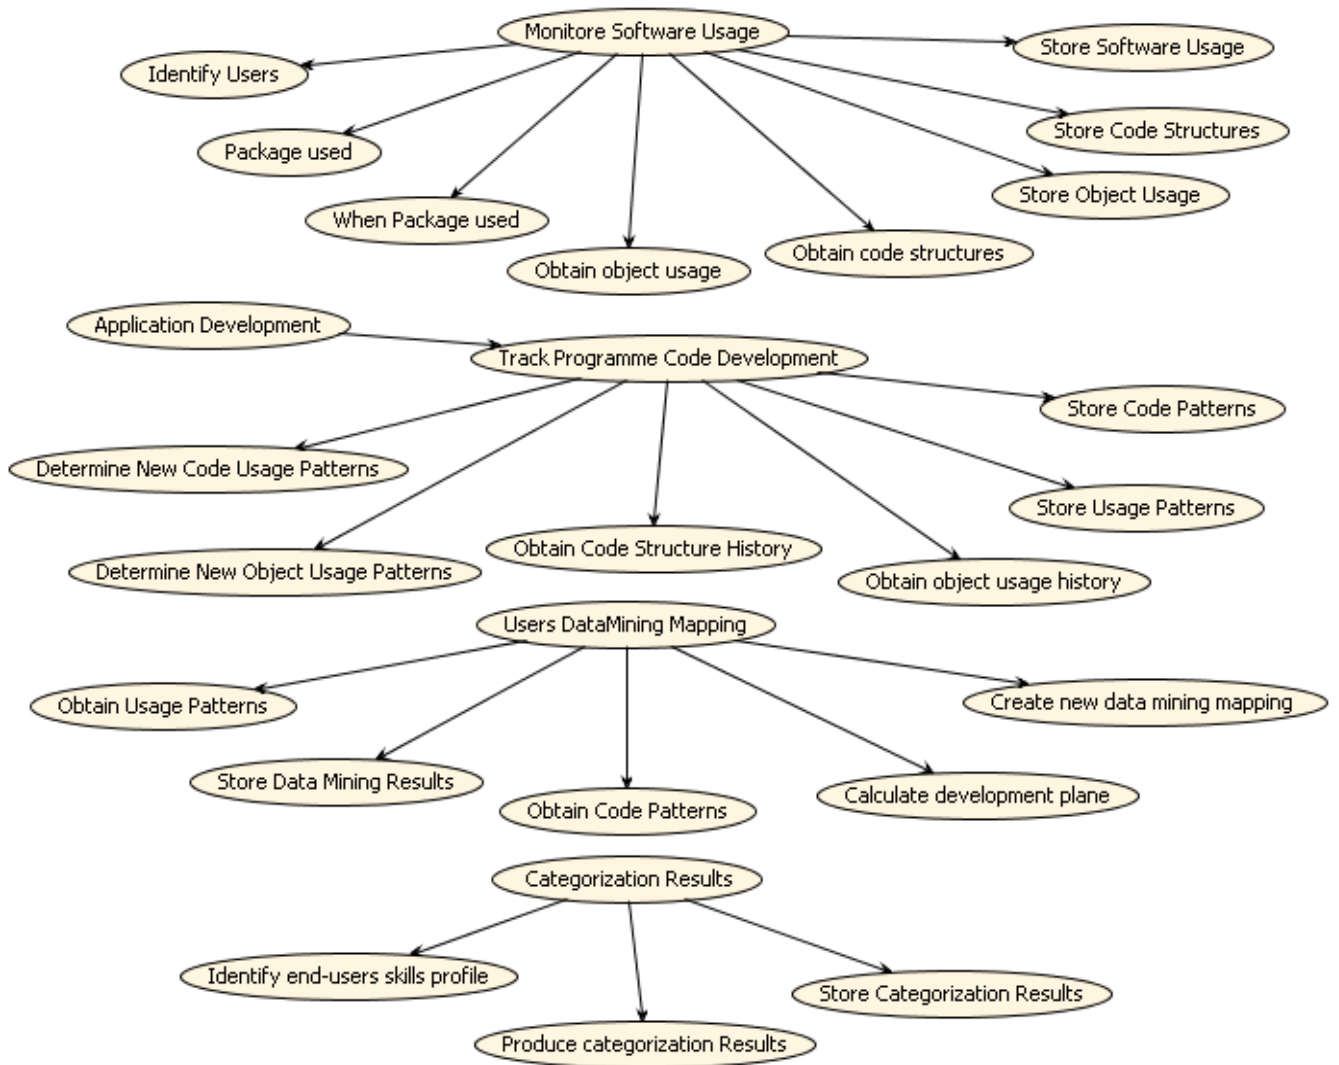 Monitore Software Usage
Store Software Usage
Identify Users
Store Code Structures
Package used
Store Object Usage
When Package used
Obtain code structures
Obtain object usage
Application Development
Track Programme Code Development
Store Code Patterns
Determine New Code Usage Patterns
Store Usage Patterns
Obtain Code Structure History
Determine New Object Usage Patterns
Obtain object usage history
Users DataMining Mapping
Obtain Usage Patterns
Create new data mining mapping
Store Data Mining Results
Calculate development plane
Obtain Code Patterns
Categorization Results
Identify end-users skills profile
Store Categorization Results
Produce categorization Results